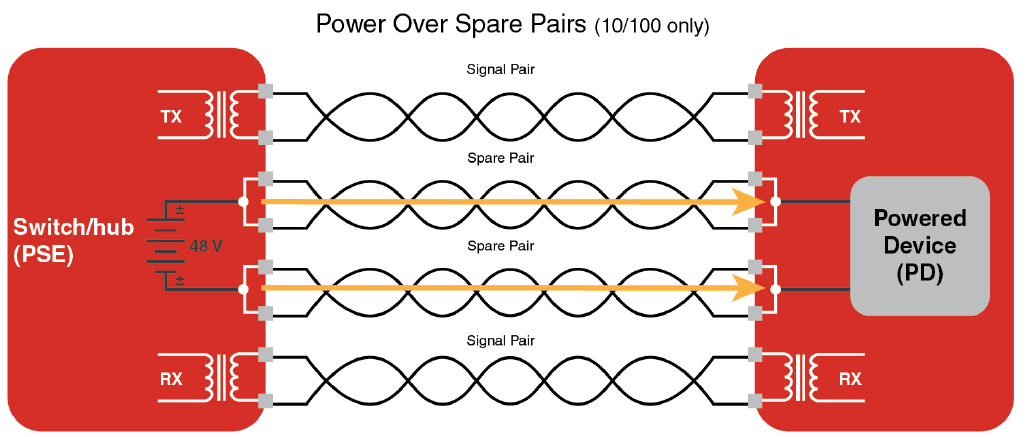 Power Over Spare Pairs (10/100 only)
Signal Pair
TX
TX
Spare Pair
±
Switch/hub
(PSE)
48 V
Powered
Device
(PD)
Spare Pair
±
Signal Pair
RX
RX